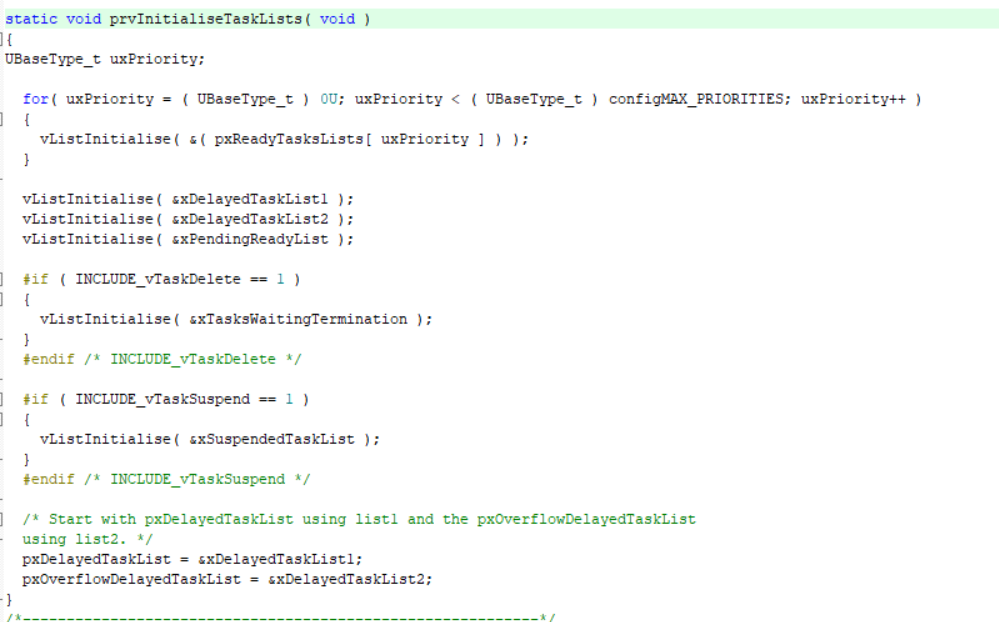 static void prvInitialiseTaskLists( void )
{
UBaseType_t uxPriority;
for( uxPriority = ( UBaseType_t ) 0U; uxPriority < ( UBaseType_t ) configMAX_PRIORITIES; uxPriority++ )
{
vListInitialise( &( pxReadyTasksLists[ uxPriority ] ) );
}
vListInitialise( &xDelayedTaskList1 );
vListInitialise( &xDelayedTaskList2 );
vListInitialise( &xPendingReadyList );
#if ( INCLUDE_vTaskDelete == 1 )
{
vListInitialise( &xTasksWaitingTermination );
}
#endif /* INCLUDE_vTaskDelete */
#if ( INCLUDE_vTaskSuspend == 1 )
{
vListInitialise( &xSuspendedTaskList );
}
#endif /* INCLUDE_vTaskSuspend */
/* Start with pxDelayedTaskList using list1 and the pxOverflowDelayedTaskList
using list2. */
pxDelayedTaskList = &xDelayedTaskList1;
pxOverflowDelayedTaskList = &xDelayedTaskList2;
}
/*-----------------------------------------------------------*/